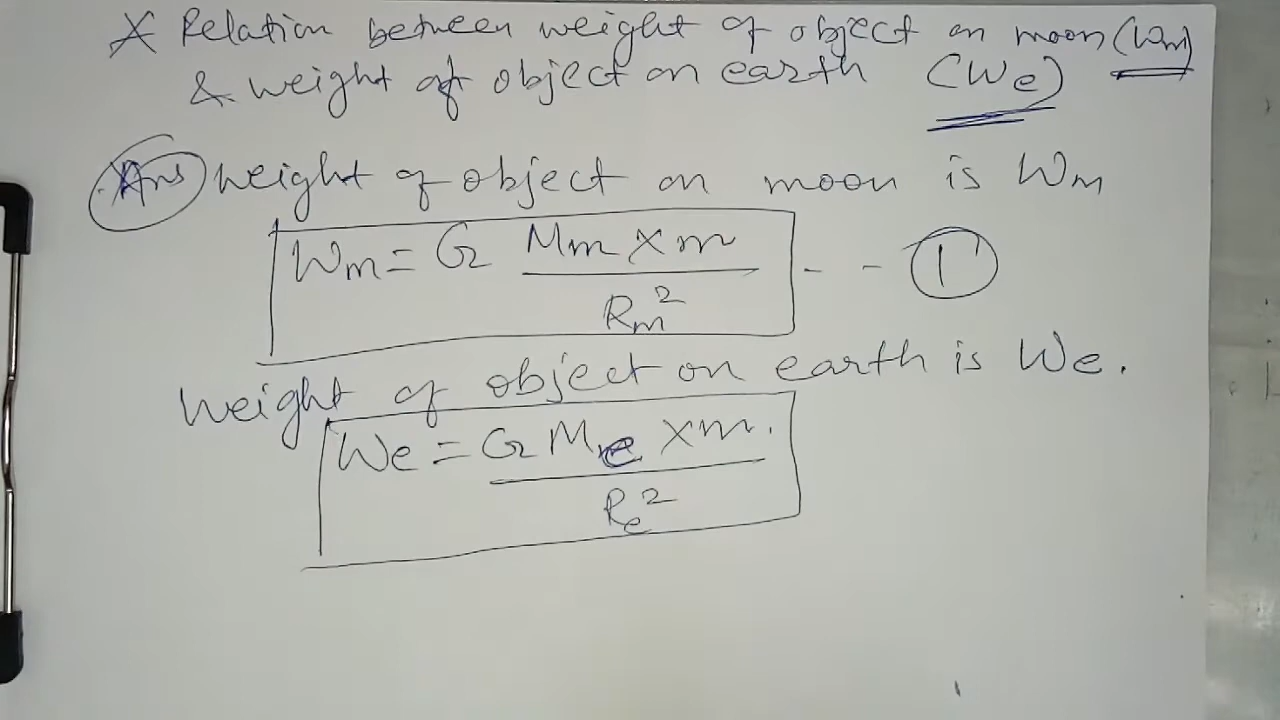 X Relation between weight of object on moon (Wm)
& weight of object on earth (We)
Ans weight of object on moon is Wm
Wm = G Mm X m / Rm² - - 1
Weight of object on earth is We.
We = G Me X m. / Re²